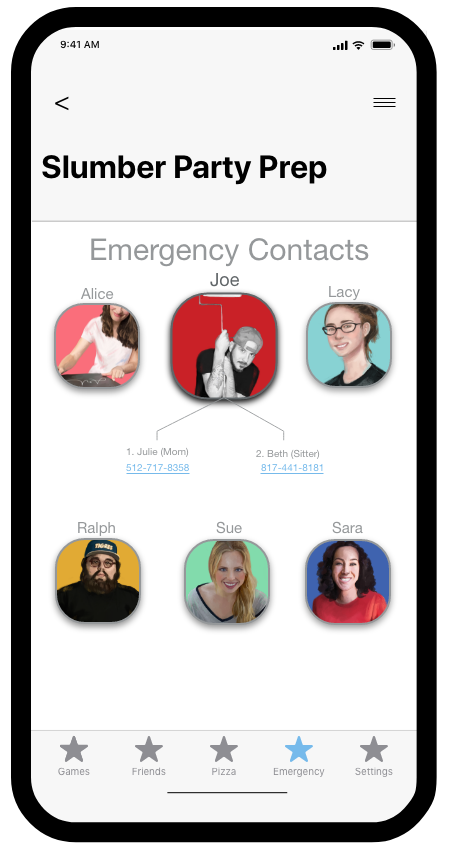 9:41 AM
<
Slumber Party Prep
Emergency Contacts
Alice
Joe
Lacy
1. Julie (Mom)
2. Beth (Sitter)
512-717-8358
817-441-8181
Ralph
Sue
Sara
TIGRES
Games
Friends
Pizza
Emergency
Settings